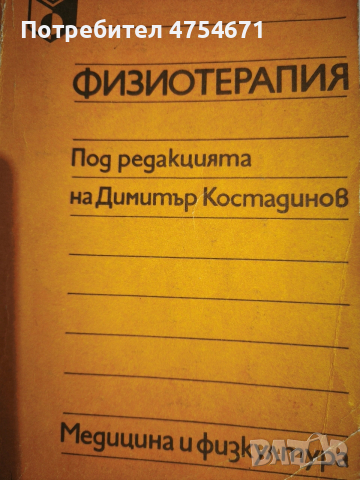 Потребител 4754671
ФИЗИОТЕРАПИЯ
Под редакцията
на Димитър Костадинов
Медицина и физкултура